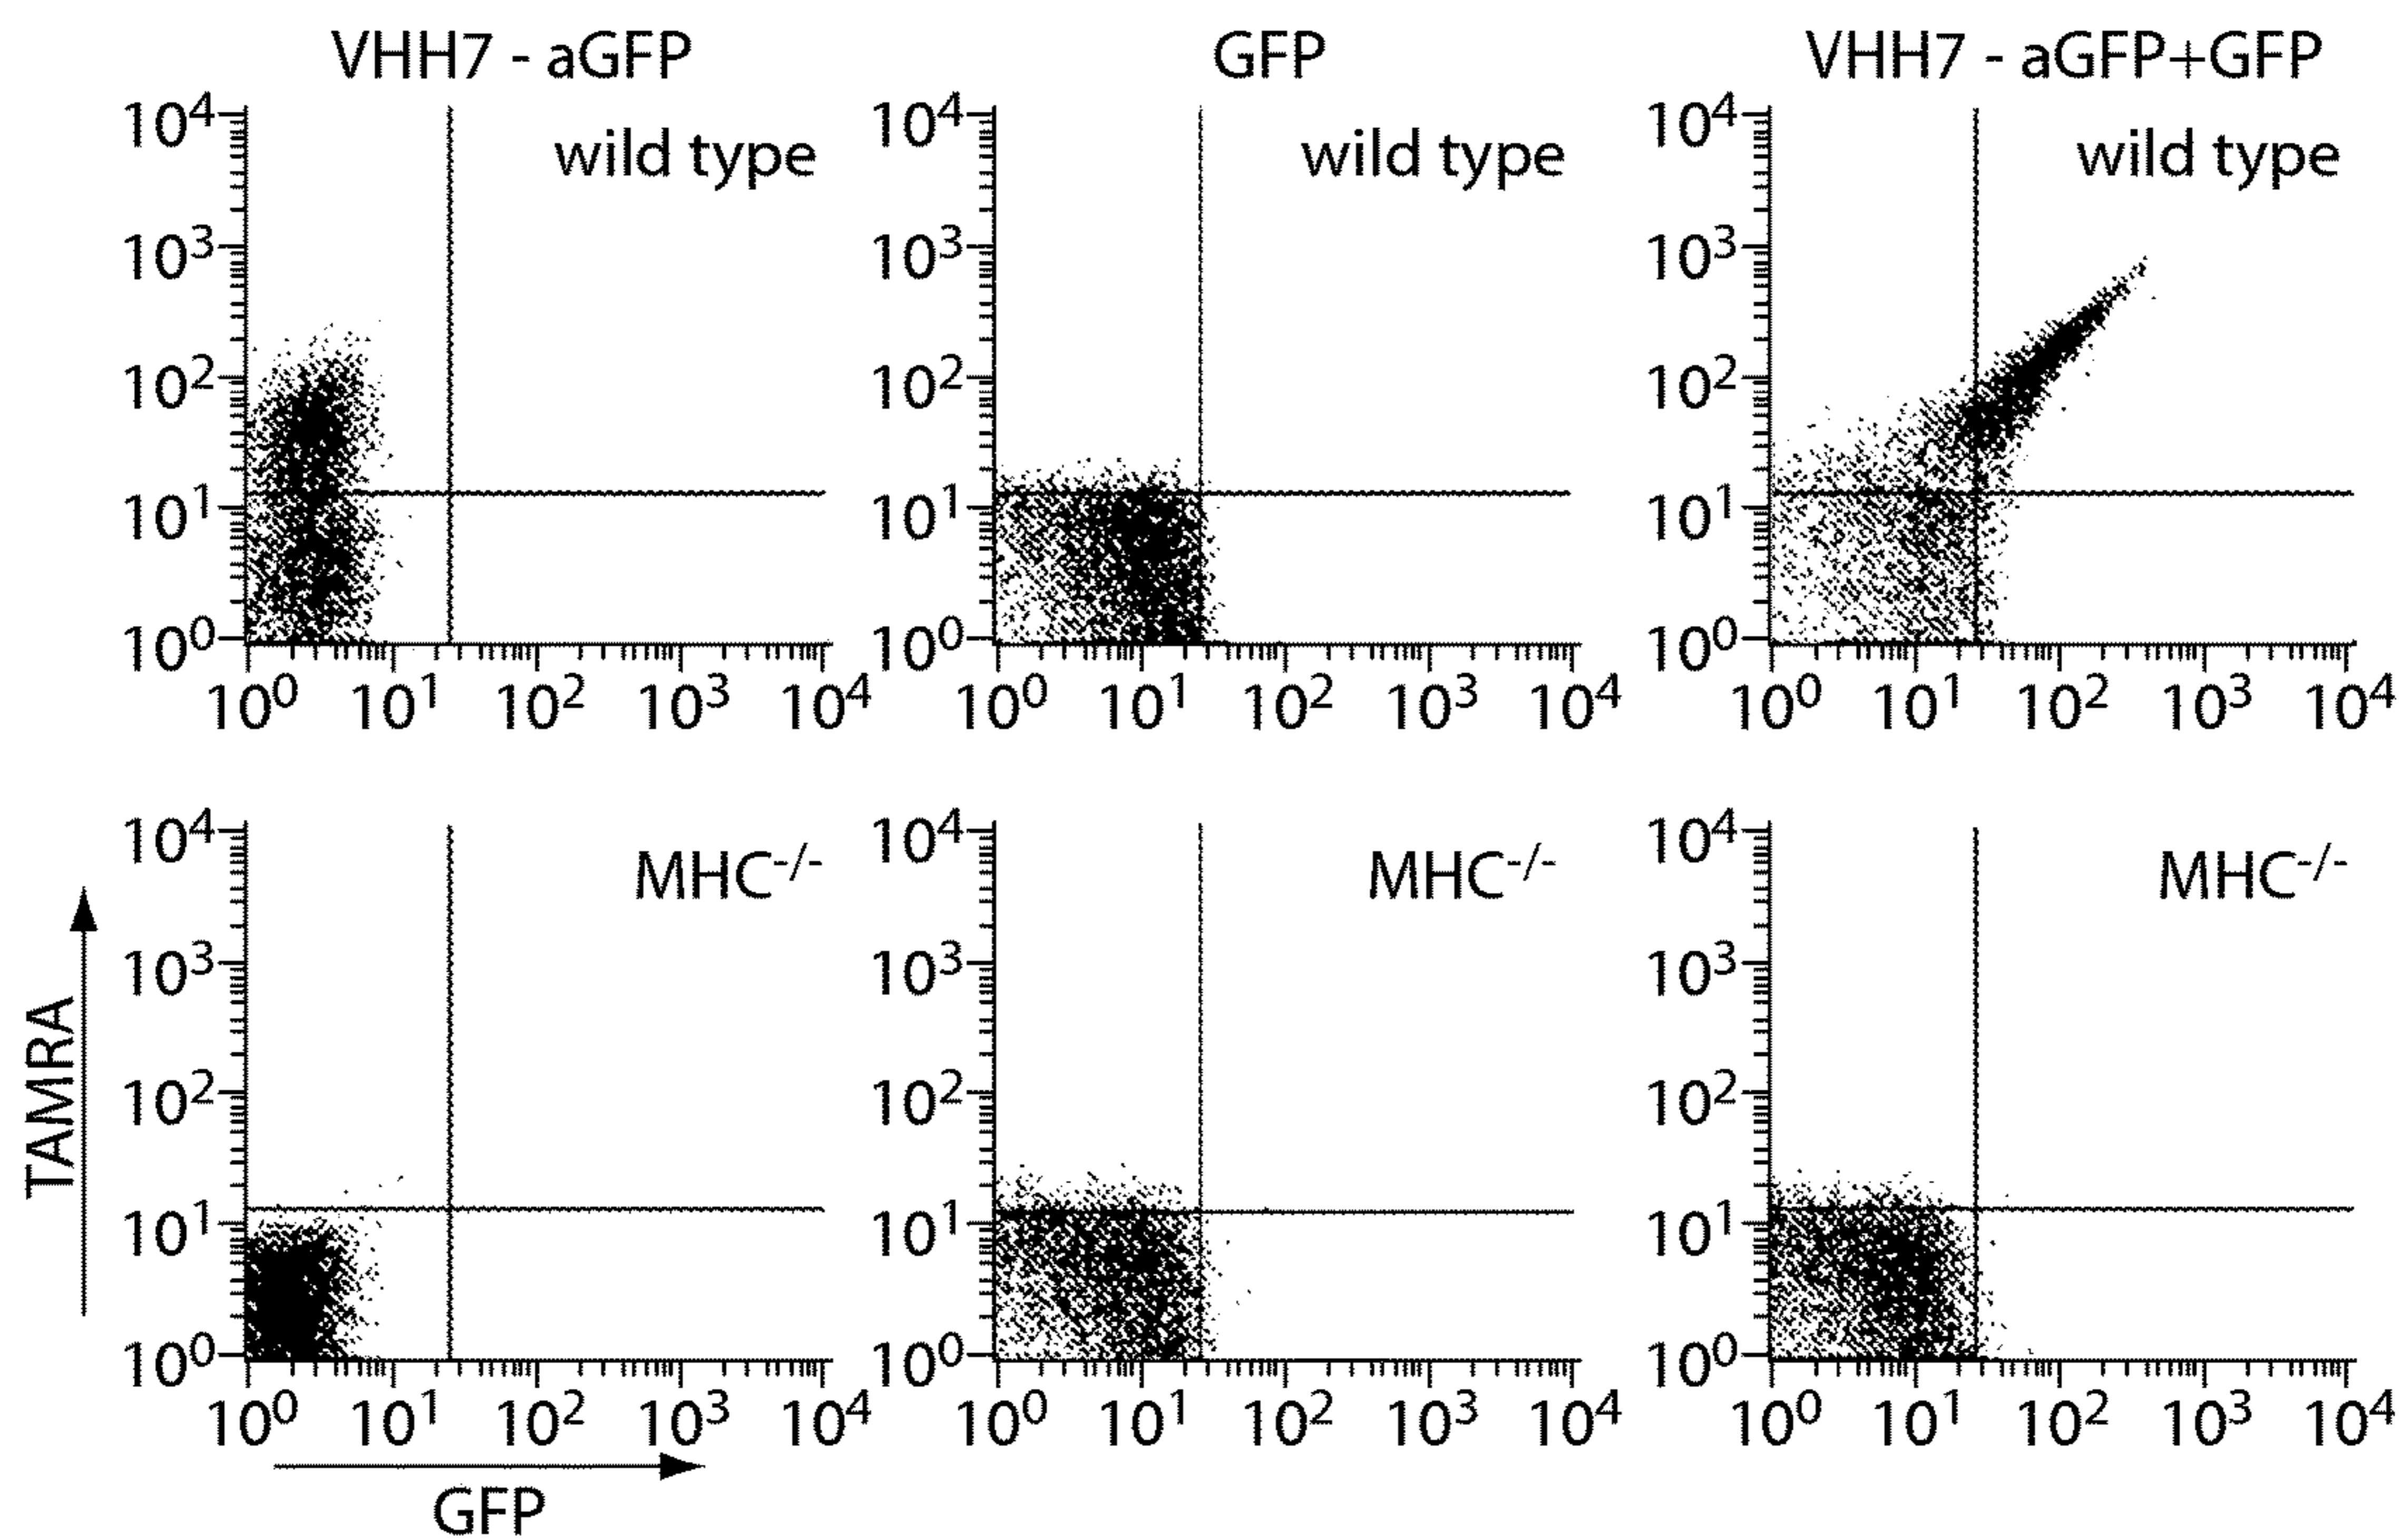 VHH7 - aGFP GFP VHH7 - aGFP+GFP
10⁴ wild type 10⁴ wild type 10⁴ wild type
10³ 10³ 10³
10² 10² 10²
10¹ 10¹ 10¹
10⁰ 10⁰ 10⁰
10⁰ 10¹ 10² 10³ 10⁴ 10⁰ 10¹ 10² 10³ 10⁴ 10⁰ 10¹ 10² 10³ 10⁴
10⁴ MHC⁻/⁻ 10⁴ MHC⁻/⁻ 10⁴ MHC⁻/⁻
10³ 10³ 10³
10² 10² 10²
10¹ 10¹ 10¹
10⁰ 10⁰ 10⁰
10⁰ 10¹ 10² 10³ 10⁴ 10⁰ 10¹ 10² 10³ 10⁴ 10⁰ 10¹ 10² 10³ 10⁴
TAMRA
GFP